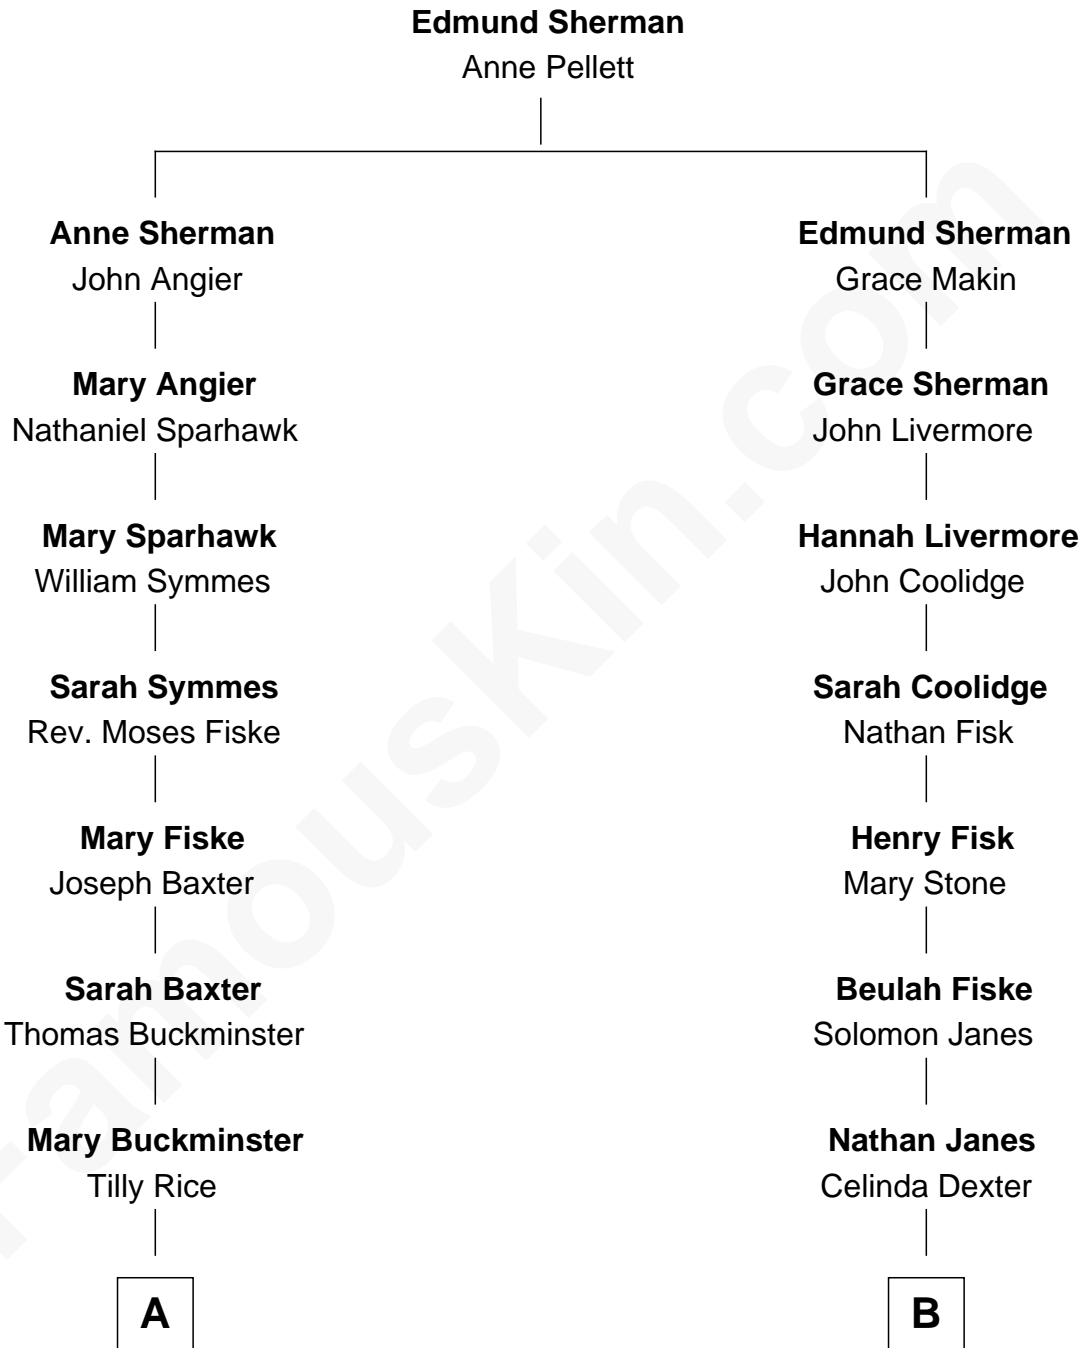 Edmund Sherman
Anne Pellett
Anne Sherman
John Angier
Edmund Sherman
Grace Makin
Mary Angier
Nathaniel Sparhawk
Grace Sherman
John Livermore
Mary Sparhawk
William Symmes
Hannah Livermore
John Coolidge
Sarah Symmes
Rev. Moses Fiske
Sarah Coolidge
Nathan Fisk
Mary Fiske
Joseph Baxter
Henry Fisk
Mary Stone
Sarah Baxter
Thomas Buckminster
Beulah Fiske
Solomon Janes
Mary Buckminster
Tilly Rice
Nathan Janes
Celinda Dexter
A
B
FamousKin.com